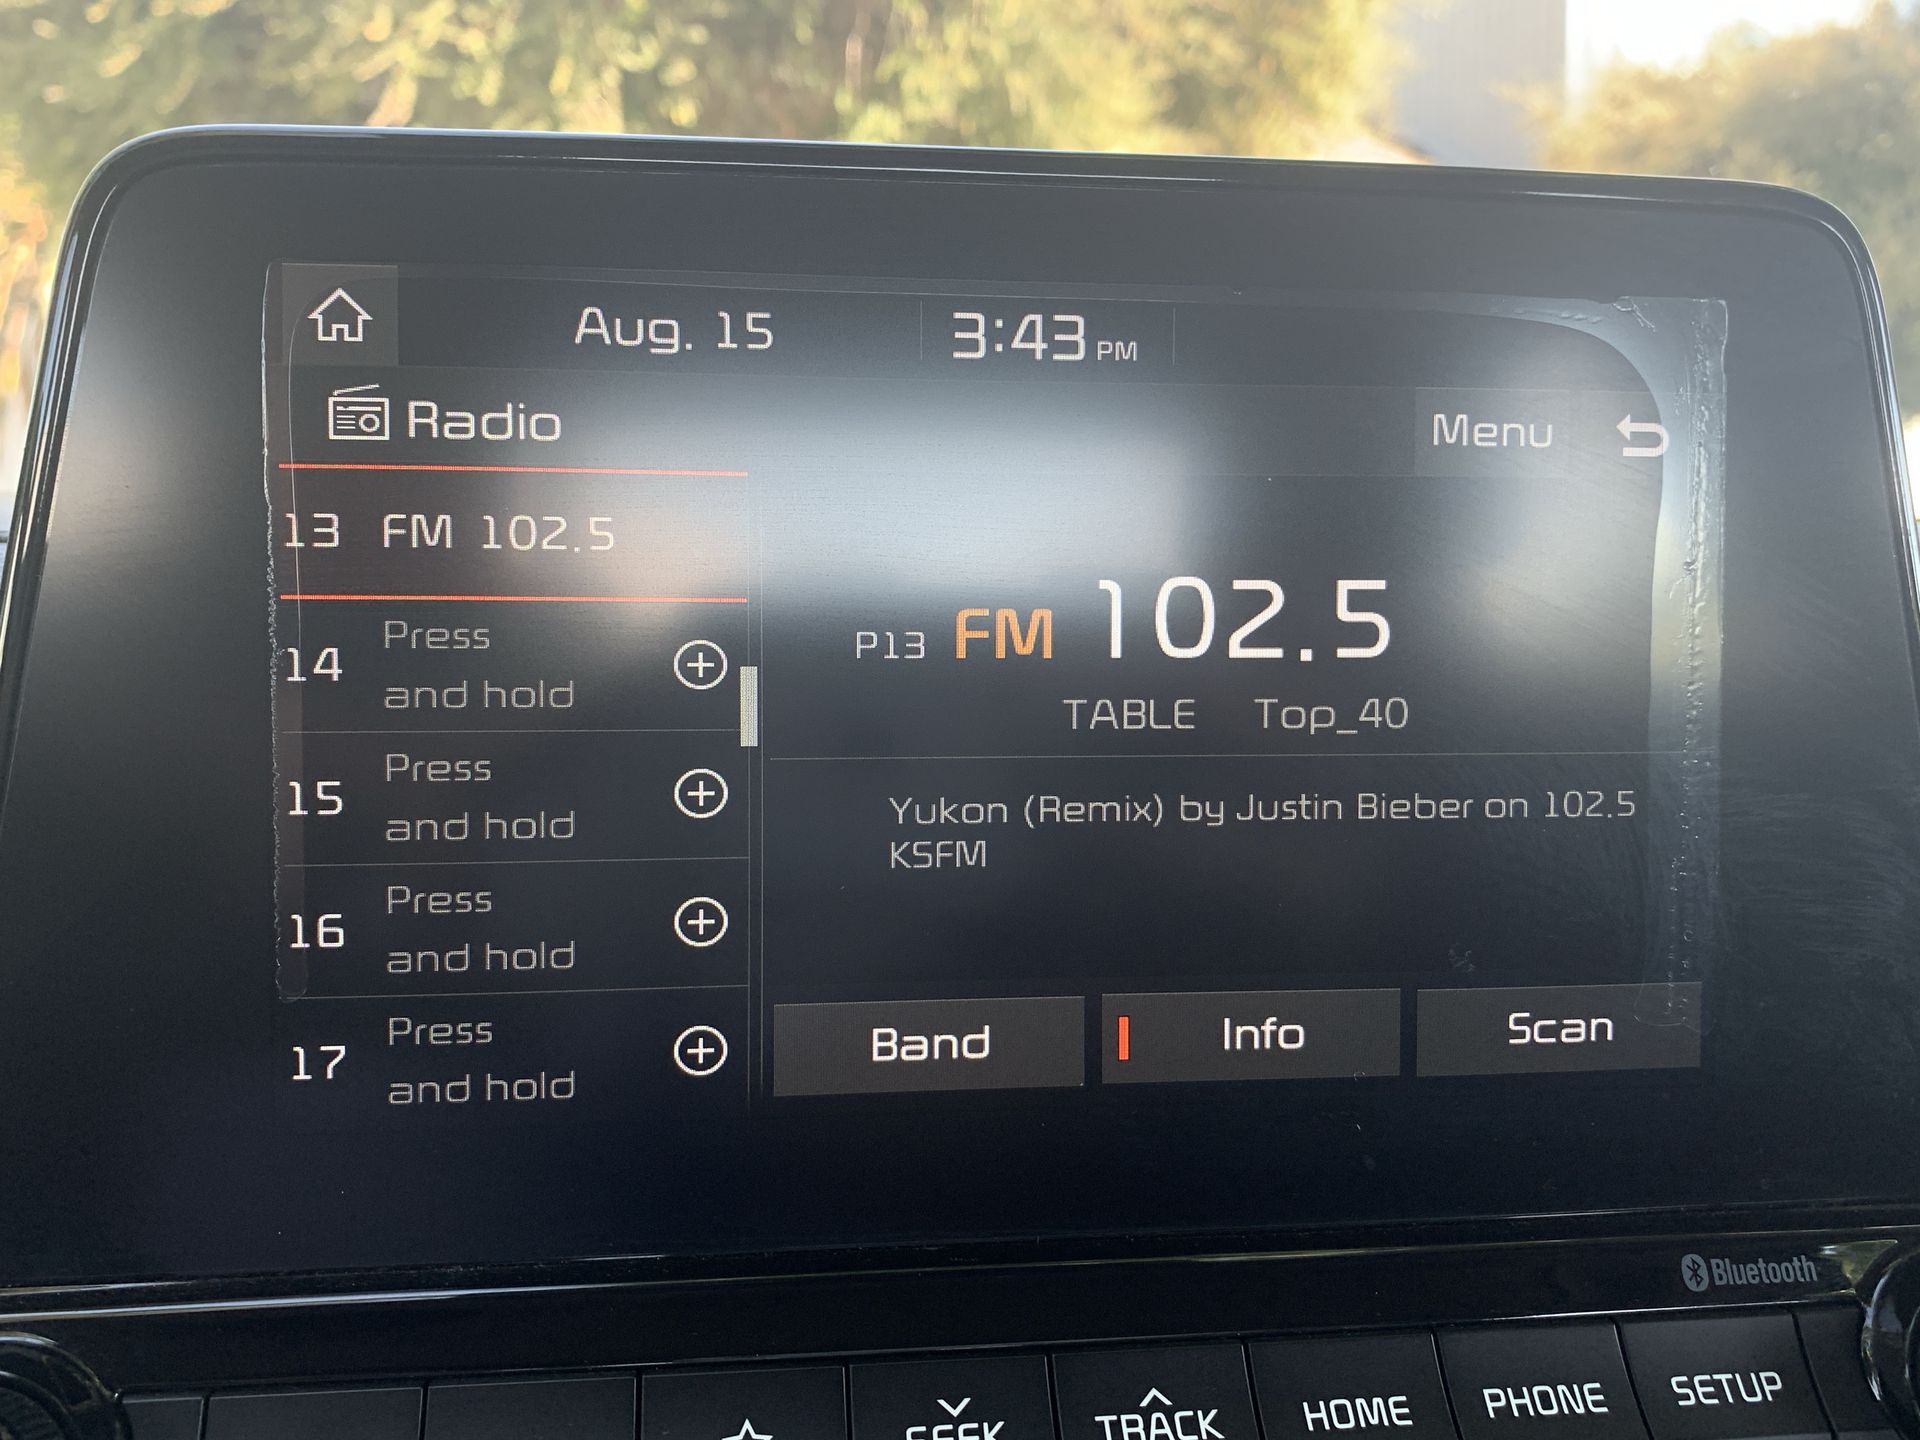 Aug. 15 3:43 PM
Radio
Menu
13 FM 102.5
14 Press
and hold
15 Press
and hold
16 Press
and hold
17 Press
and hold
P13 FM 102.5
TABLE Top_40
Yukon (Remix) by Justin Bieber on 102.5
KSFM
Band Info Scan
Bluetooth
SEEK TRACK HOME PHONE SETUP